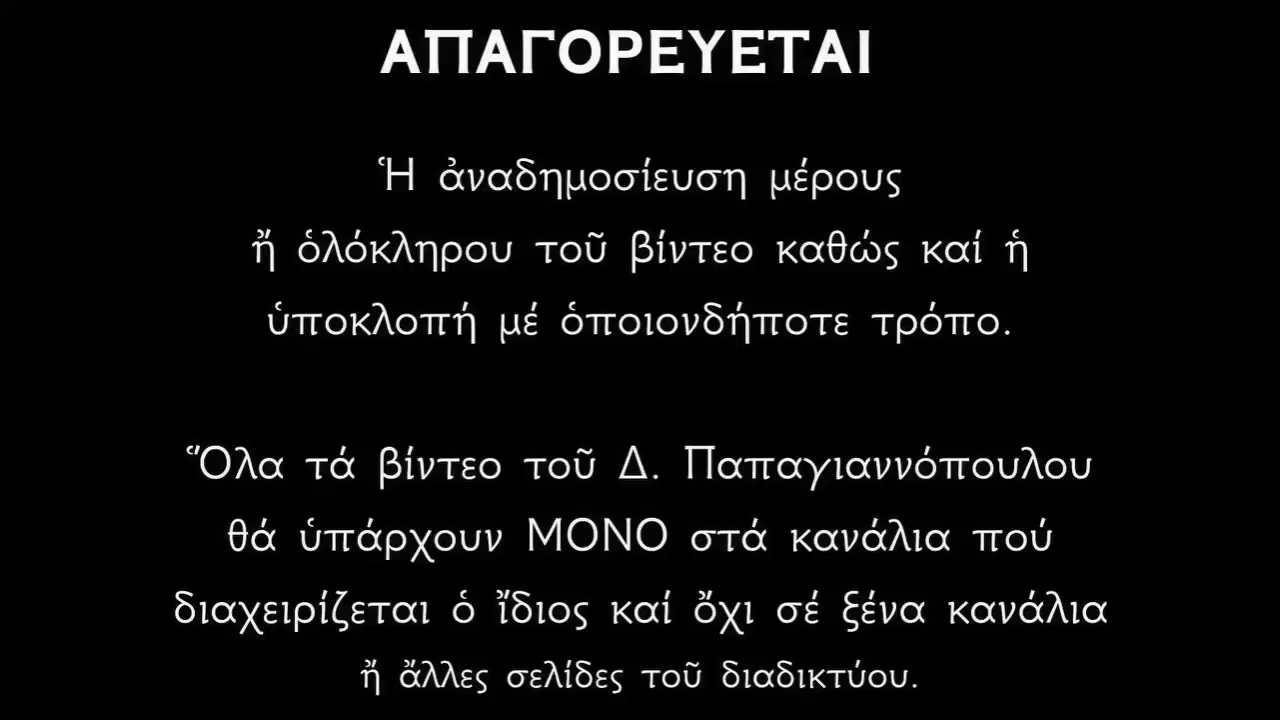 ΑΠΑΓΟΡΕΥΕΤΑΙ
Ἡ ἀναδημοσίευση μέρους
ἤ ὁλόκληρου τοῦ βίντεο καθώς καί ἡ
ὑποκλοπή μέ ὁποιονδήποτε τρόπο.
Ὅλα τά βίντεο τοῦ Δ. Παπαγιαννόπουλου
θά ὑπάρχουν ΜΟΝΟ στά κανάλια πού
διαχειρίζεται ὁ ἴδιος καί ὄχι σέ ξένα κανάλια
ἤ ἄλλες σελίδες τοῦ διαδικτύου.